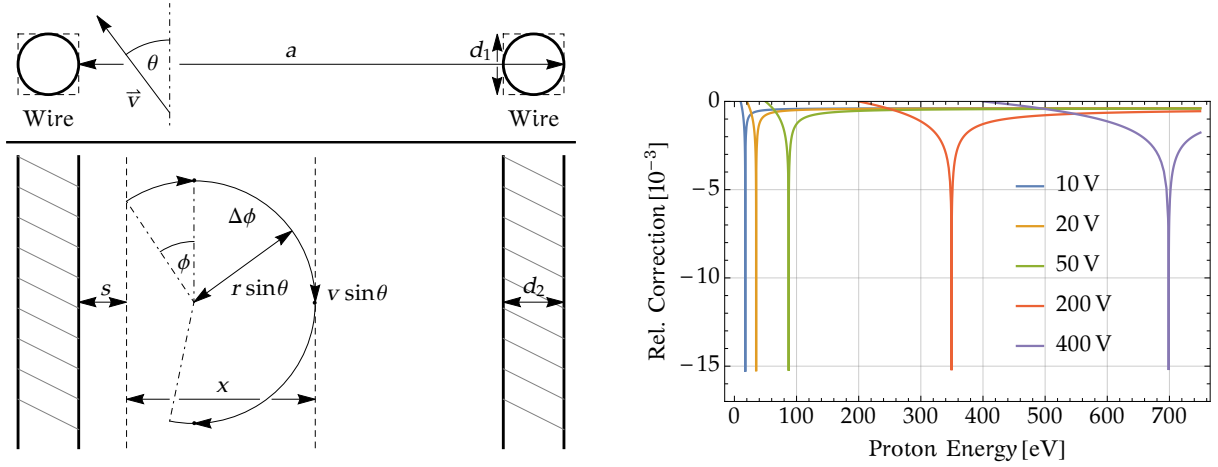 θ
a
d₁
v⃗
Wire
Wire
Δϕ
ϕ
s
r sinθ
v sinθ
d₂
x
Rel. Correction [10⁻³]
0
−5
−10
−15
10 V
20 V
50 V
200 V
400 V
0 100 200 300 400 500 600 700
Proton Energy [eV]